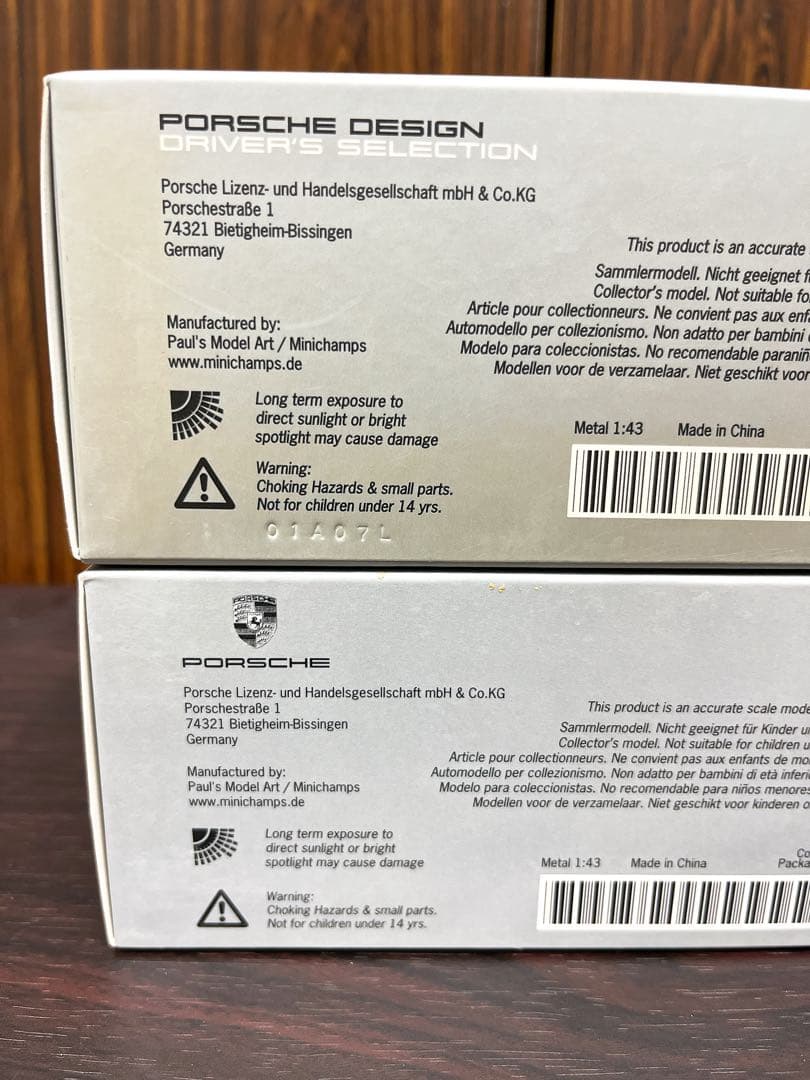 PORSCHE DESIGN
DRIVER'S SELECTION
Porsche Lizenz- und Handelsgesellschaft mbH & Co.KG
Porschestraße 1
74321 Bietigheim-Bissingen
Germany
This product is an accurate
Sammlermodell. Nicht geeignet
Collector's model. Not suitable
Article pour collectionneurs. Ne convient pas aux
Automodello per collezionismo. Non adatto per bambini
Modelo para coleccionistas. No recomendable
Modellen voor de verzamelaar. Niet geschikt voor
Manufactured by:
Paul's Model Art / Minichamps
www.minichamps.de
Long term exposure to
direct sunlight or bright
spotlight may cause damage
Metal 1:43 Made in China
Warning:
Choking Hazards & small parts.
Not for children under 14 yrs.
01A07L
PORSCHE
PORSCHE
Porsche Lizenz- und Handelsgesellschaft mbH & Co.KG
Porschestraße 1
74321 Bietigheim-Bissingen
Germany
This product is an accurate scale
Sammlermodell. Nicht geeignet für Kinder
Collector's model. Not suitable for children
Article pour collectionneurs. Ne convient pas aux enfants de
Automodello per collezionismo. Non adatto per bambini di età
Modelo para coleccionistas. No recomendable para niños menores
Modellen voor de verzamelaar. Niet geschikt voor kinderen
Manufactured by:
Paul's Model Art / Minichamps
www.minichamps.de
Long term exposure to
direct sunlight or bright
spotlight may cause damage
Metal 1:43 Made in China
Warning:
Choking Hazards & small parts.
Not for children under 14 yrs.